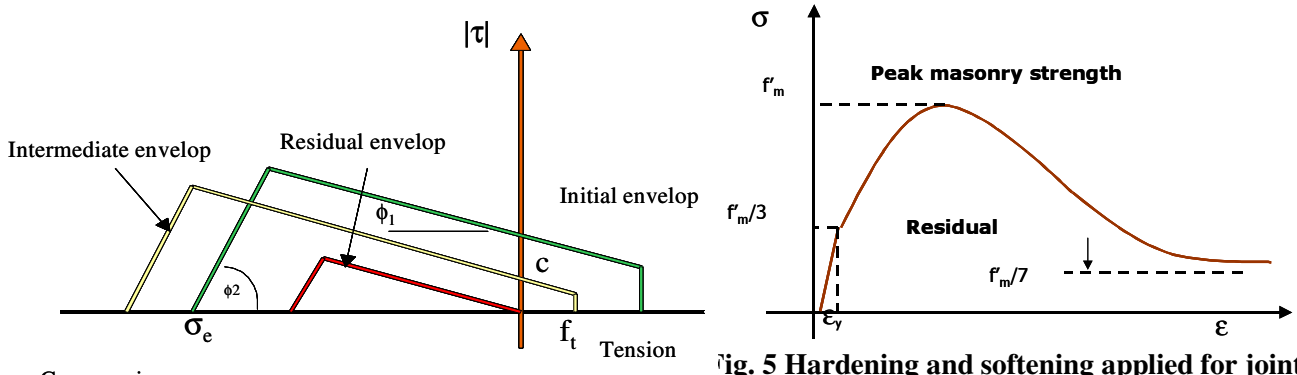 |τ|
Intermediate envelop
Residual envelop
Initial envelop
ϕ1
c
ϕ2
σe
ft
Tension
σ
Peak masonry strength
f'm
f'm/3
Residual
f'm/7
εy
ε
Fig. 5 Hardening and softening applied for joint